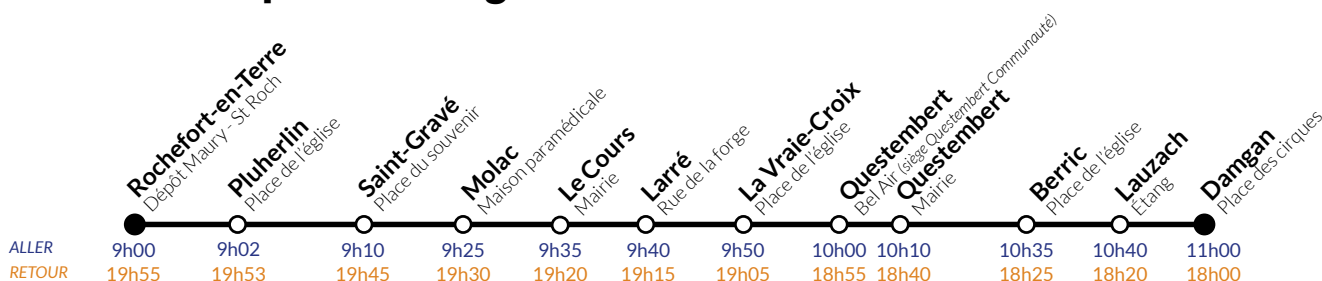 Rochefort-en-Terre
Dépôt Maury - St Roch
Pluherlin
Place de l'église
Saint-Gravé
Place du souvenir
Molac
Maison paramédicale
Le Cours
Mairie
Larré
Rue de la forge
La Vraie-Croix
Place de l'église
Questembert
Bel Air (siège Questembert Communauté)
Questembert
Mairie
Berric
Place de l'église
Lauzach
Étang
Damgan
Place des cirques
ALLER 9h00 9h02 9h10 9h25 9h35 9h40 9h50 10h00 10h10 10h35 10h40 11h00
RETOUR 19h55 19h53 19h45 19h30 19h20 19h15 19h05 18h55 18h40 18h25 18h20 18h00